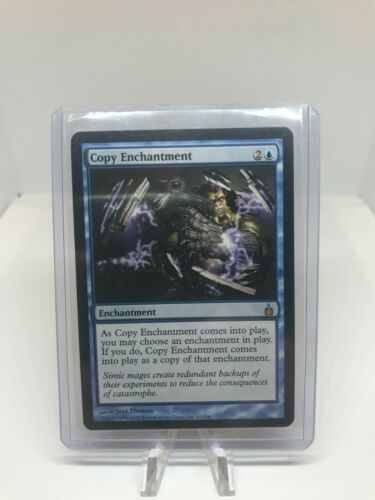 Copy Enchantment 2
Enchantment
As Copy Enchantment comes into play,
you may choose an enchantment in play.
If you do, Copy Enchantment comes
into play as a copy of that enchantment.
Simic mages create redundant backups of
their experiments to reduce the consequences
of catastrophe.
Joel Thomas